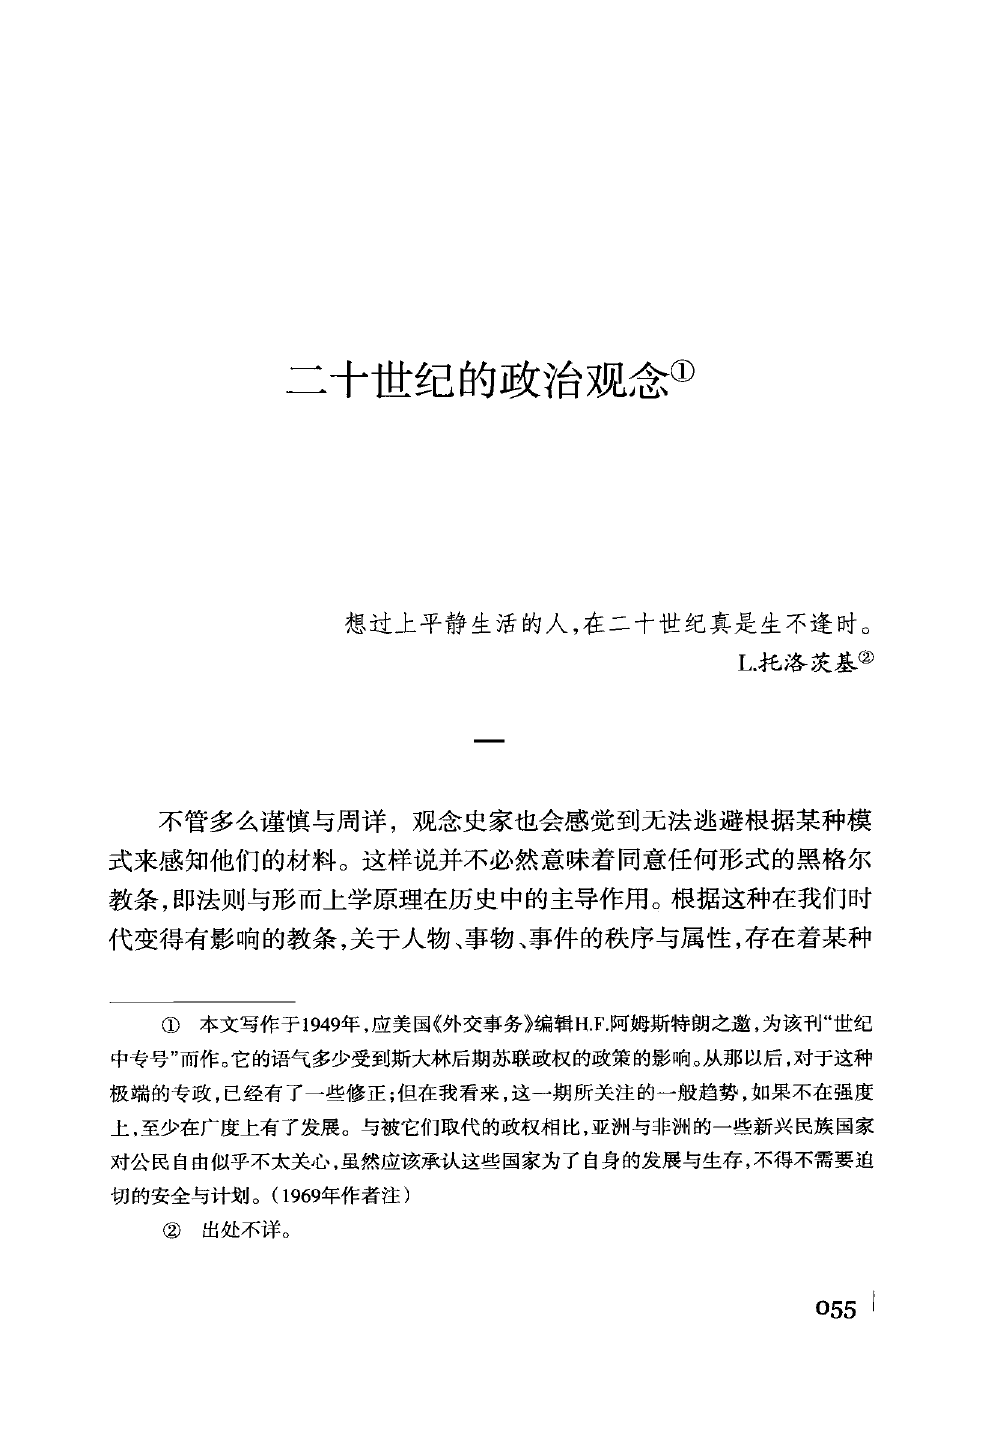 二十世纪的政治观念①
想过上平静生活的人,在二十世纪真是生不逢时。
L.托洛茨基②
一
不管多么谨慎与周详，观念史家也会感觉到无法逃避根据某种模
式来感知他们的材料。这样说并不必然意味着同意任何形式的黑格尔
教条,即法则与形而上学原理在历史中的主导作用。根据这种在我们时
代变得有影响的教条,关于人物、事物、事件的秩序与属性,存在着某种
① 本文写作于1949年,应美国《外交事务》编辑H.F.阿姆斯特朗之邀,为该刊“世纪
中专号”而作。它的语气多少受到斯大林后期苏联政权的政策的影响。从那以后,对于这种
极端的专政,已经有了一些修正;但在我看来,这一期所关注的一般趋势,如果不在强度
上,至少在广度上有了发展。与被它们取代的政权相比,亚洲与非洲的一些新兴民族国家
对公民自由似乎不太关心,虽然应该承认这些国家为了自身的发展与生存,不得不需要迫
切的安全与计划。(1969年作者注)
② 出处不详。
055